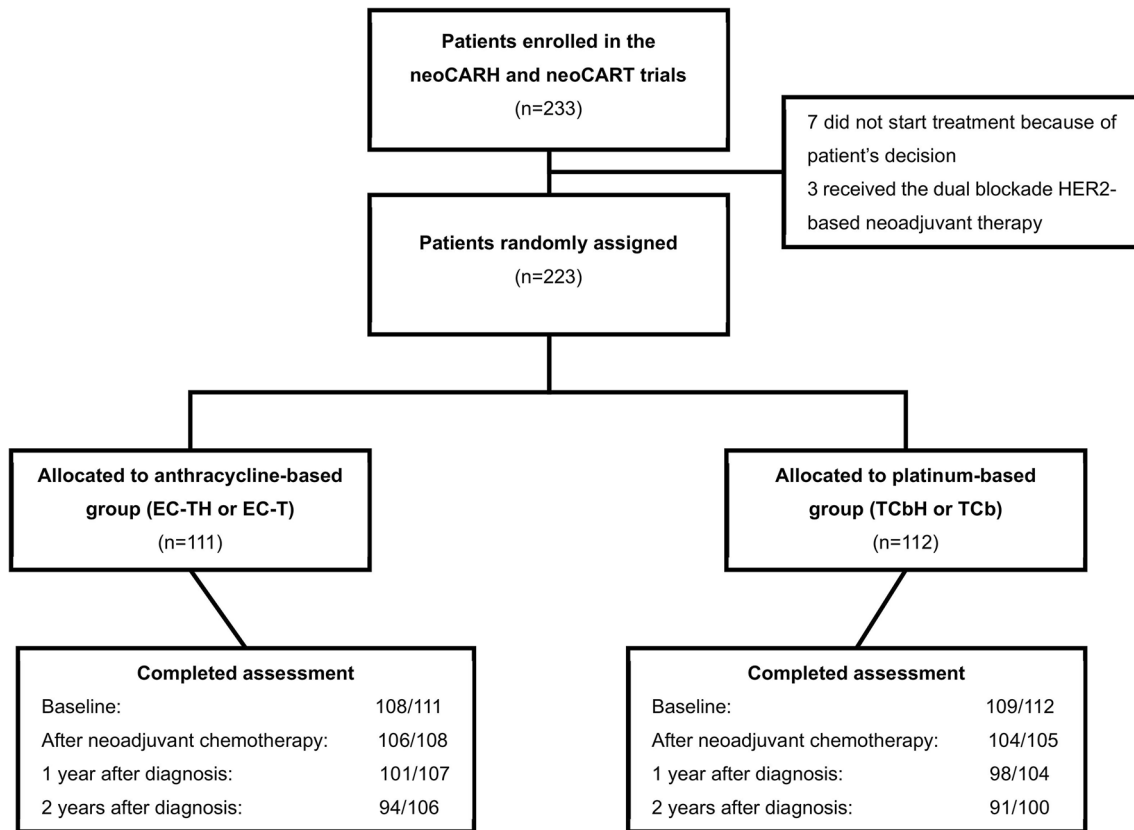 Patients enrolled in the
neoCARH and neoCART trials
(n=233)
7 did not start treatment because of
patient's decision
3 received the dual blockade HER2-
based neoadjuvant therapy
Patients randomly assigned
(n=223)
Allocated to anthracycline-based
group (EC-TH or EC-T)
(n=111)
Allocated to platinum-based
group (TCbH or TCb)
(n=112)
Completed assessment
Baseline: 108/111
After neoadjuvant chemotherapy: 106/108
1 year after diagnosis: 101/107
2 years after diagnosis: 94/106
Completed assessment
Baseline: 109/112
After neoadjuvant chemotherapy: 104/105
1 year after diagnosis: 98/104
2 years after diagnosis: 91/100